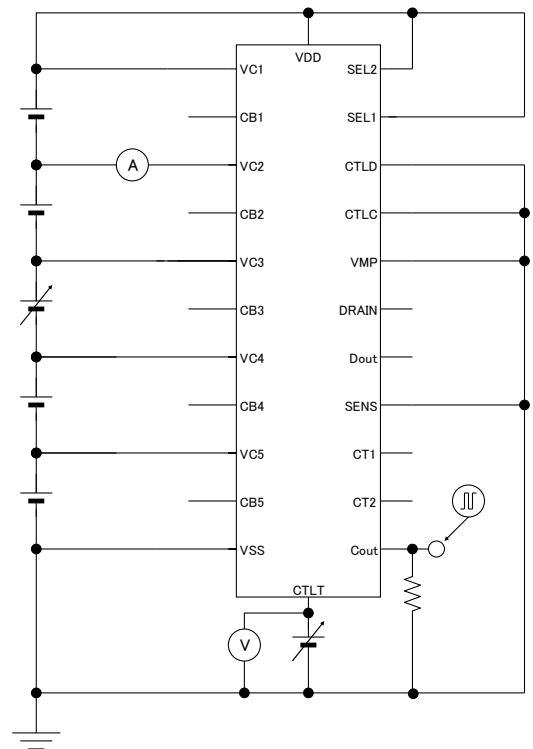 VDD
VC1 SEL2
CB1 SEL1
A VC2 CTLD
CB2 CTLC
VC3 VMP
CB3 DRAIN
VC4 Dout
CB4 SENS
VC5 CT1
CB5 CT2
VSS Cout
CTLT
V